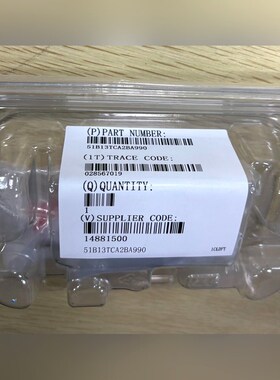 (P)PART NUMBER:
51B13TCA2BA990
(1T)TRACE CODE:
028567019
(Q)QUANTITY:
1
(V)SUPPLIER CODE:
14881500
51B13TCA2BA990